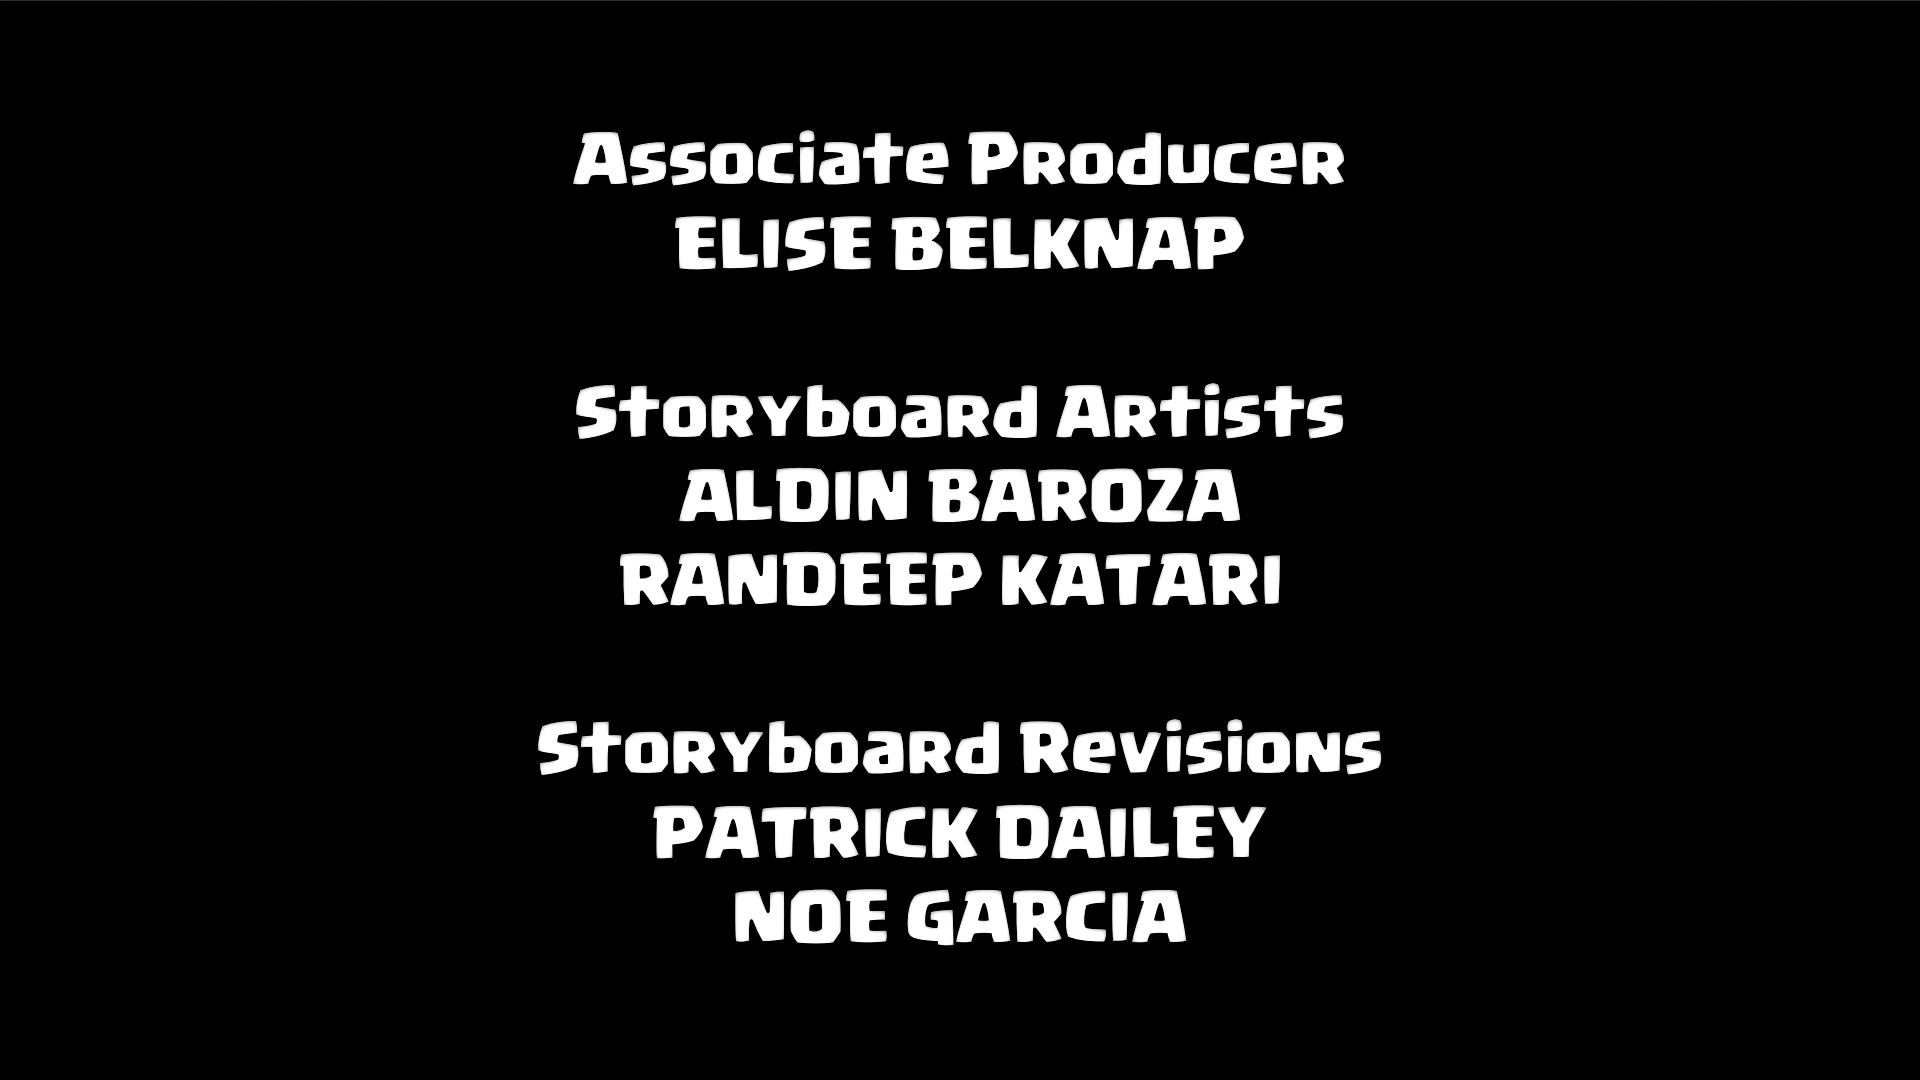 Associate Producer
ELISE BELKNAP
Storyboard Artists
ALDIN BAROZA
RANDEEP KATARI
Storyboard Revisions
PATRICK DAILEY
NOE GARCIA